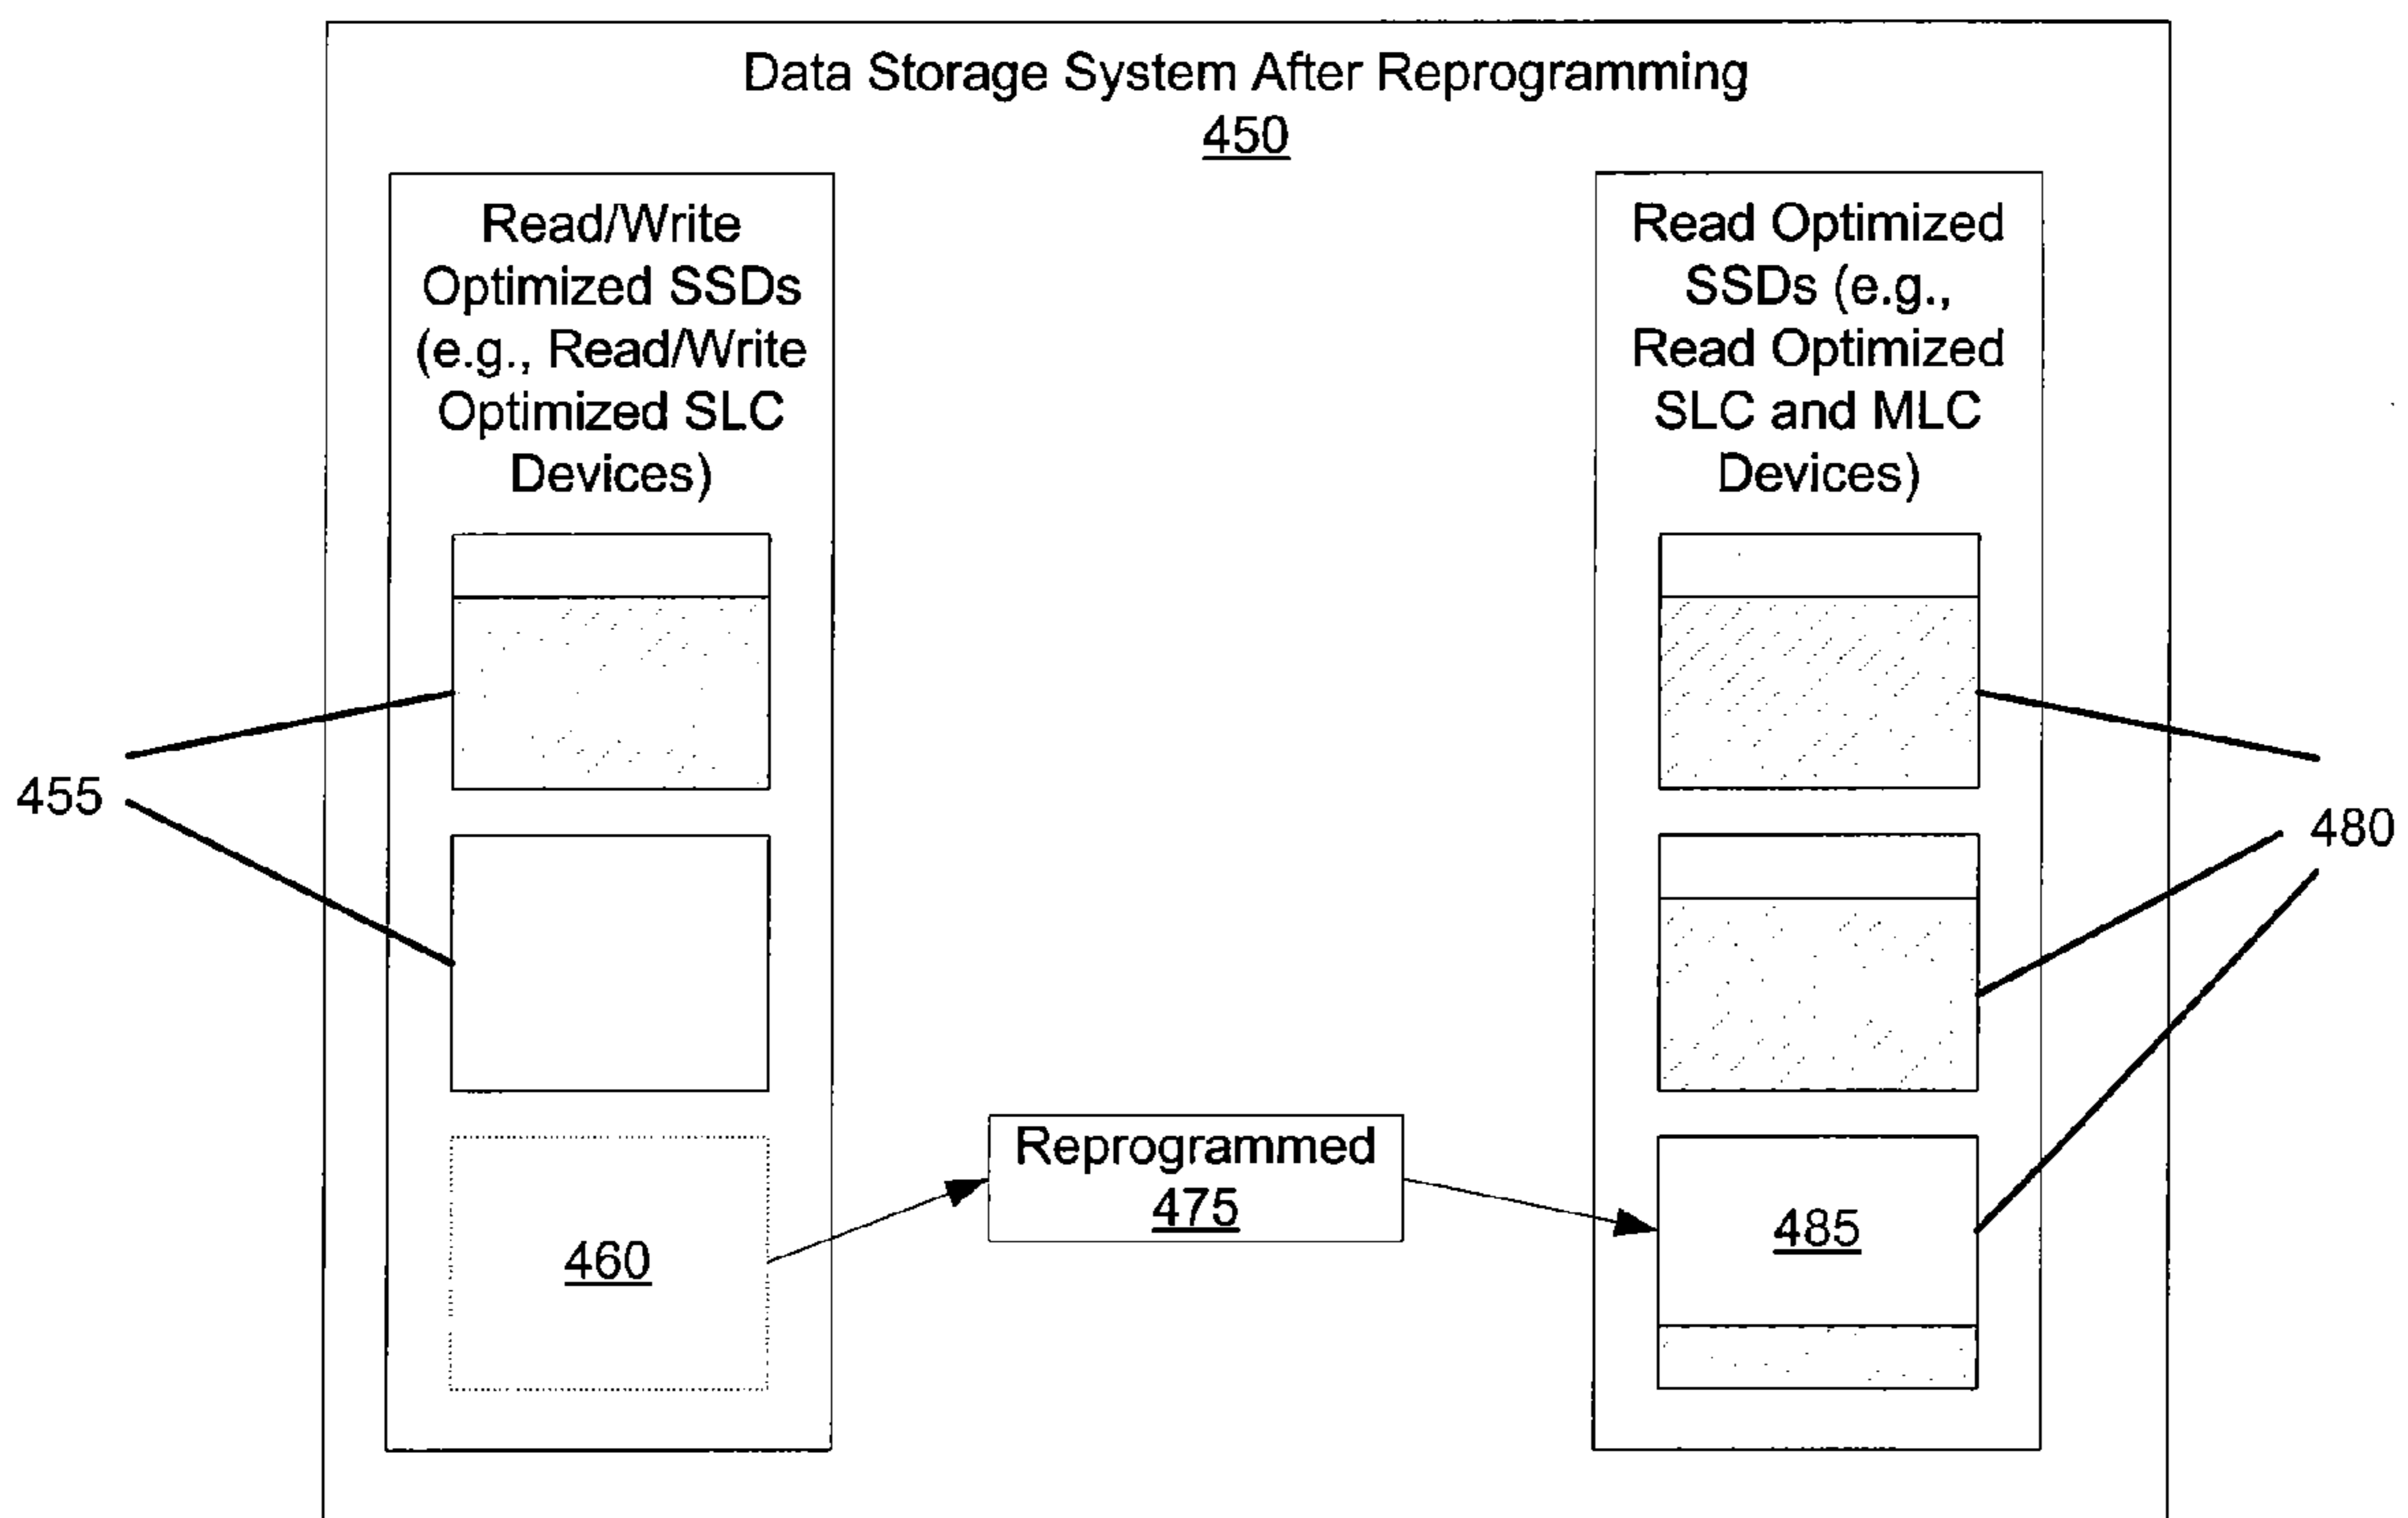 Data Storage System After Reprogramming
450
Read/Write
Optimized SSDs
(e.g., Read/Write
Optimized SLC
Devices)
Read Optimized
SSDs (e.g.,
Read Optimized
SLC and MLC
Devices)
455
480
Reprogrammed
475
460
485